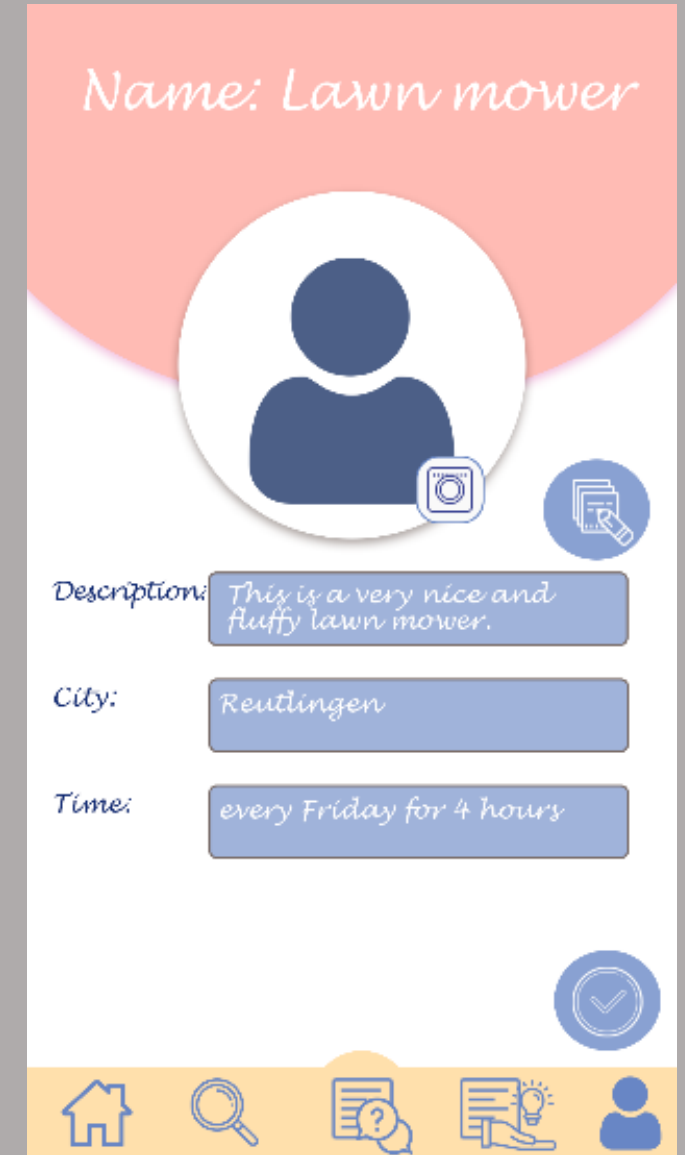 Name: Lawn mower
Description: This is a very nice and
fluffy lawn mower.
City: Reutlingen
Time: every Friday for 4 hours
?